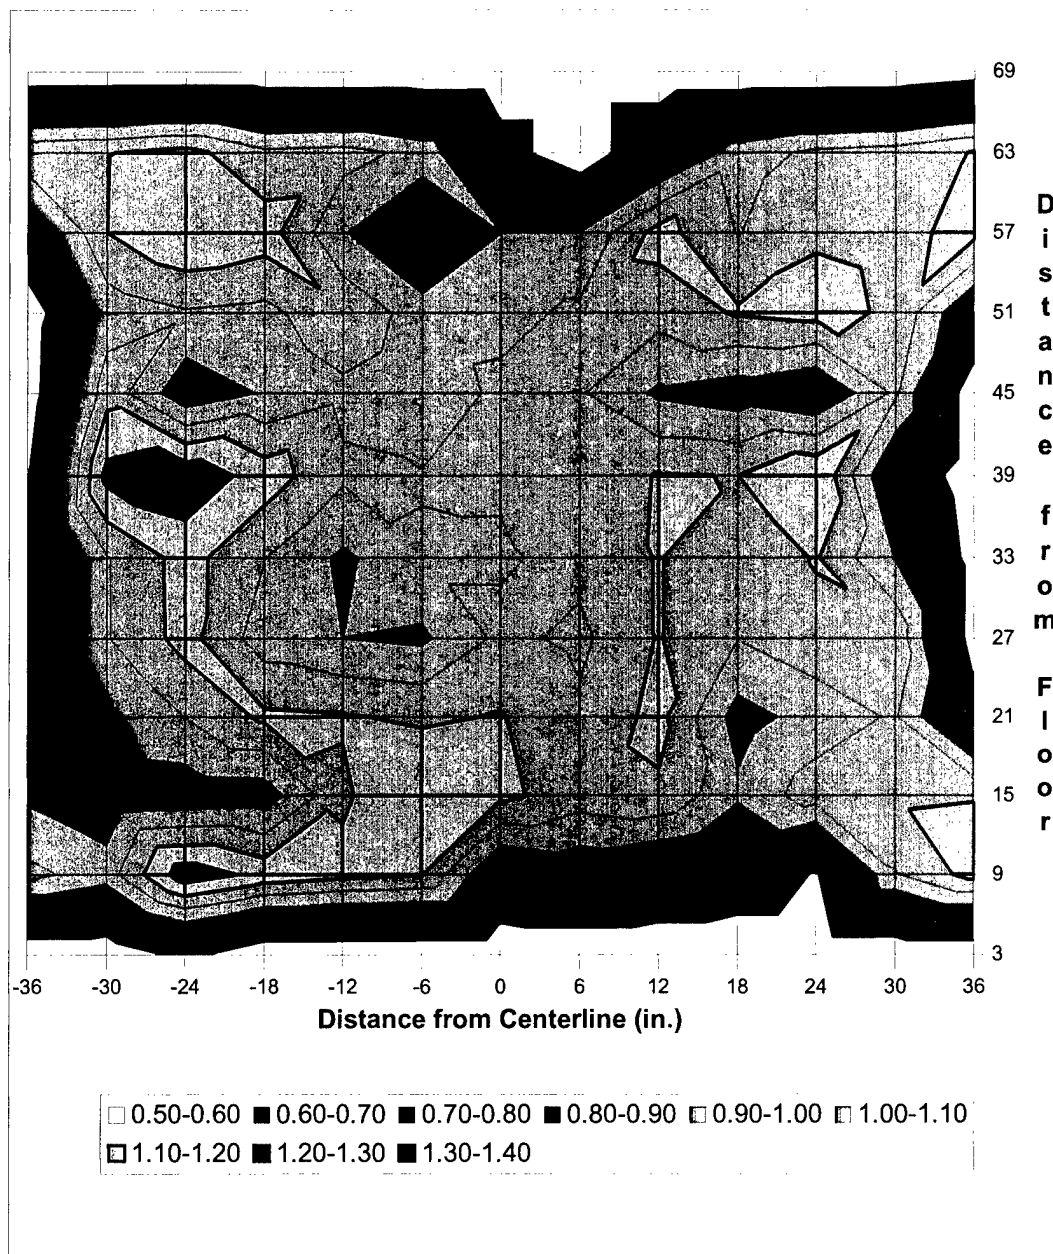 69
63
57
51
45
39
33
27
21
15
9
3
Distance from Floor
-36 -30 -24 -18 -12 -6 0 6 12 18 24 30 36
Distance from Centerline (in.)
0.50-0.60 0.60-0.70 0.70-0.80 0.80-0.90 0.90-1.00 1.00-1.10
1.10-1.20 1.20-1.30 1.30-1.40